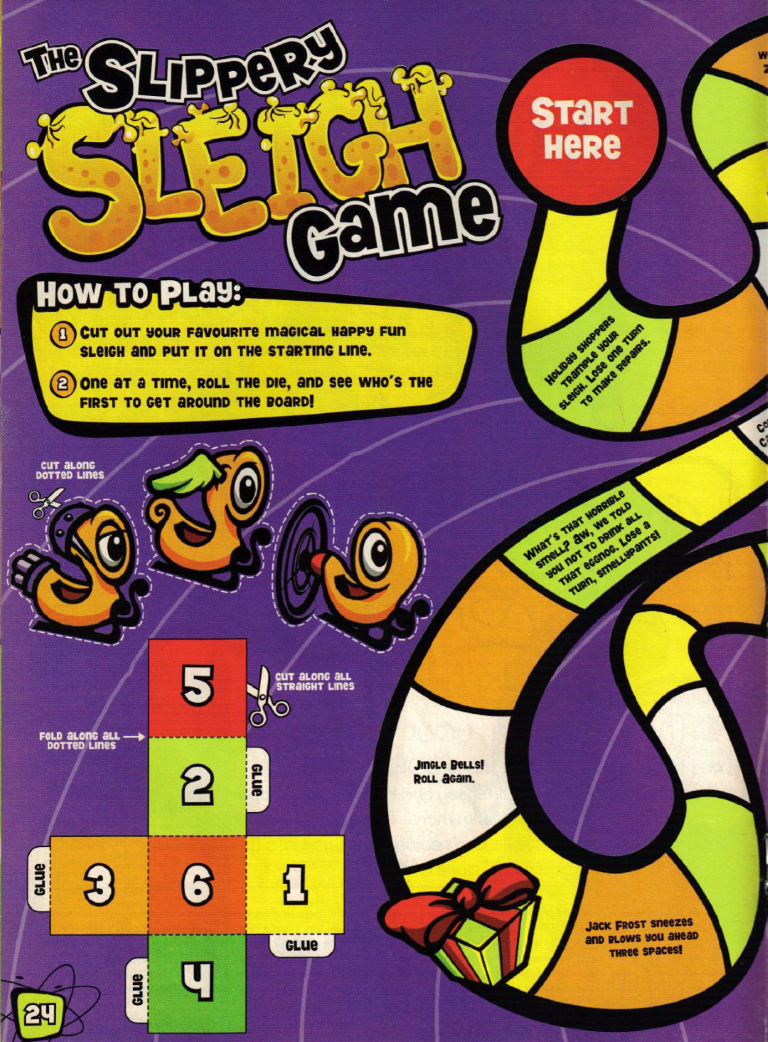 The Slippery
Sleigh
Game
Start
Here
How to Play:
1 Cut out your favourite magical happy fun
sleigh and put it on the starting line.
2 One at a time, roll the die, and see who's the
first to get around the board!
Holiday shoppers
trample your
sleigh. Lose one turn
to make repairs.
Cut along
dotted lines
What's that horrible
smell? Aw, we told
you not to drink all
that eggnog. Lose a
turn, smellypants!
5
Cut along all
straight lines
Fold along all
dotted lines
2
Glue
Jingle Bells!
Roll again.
Glue
3
6
1
Glue
Glue
4
Jack Frost sneezes
and blows you ahead
three spaces!
24